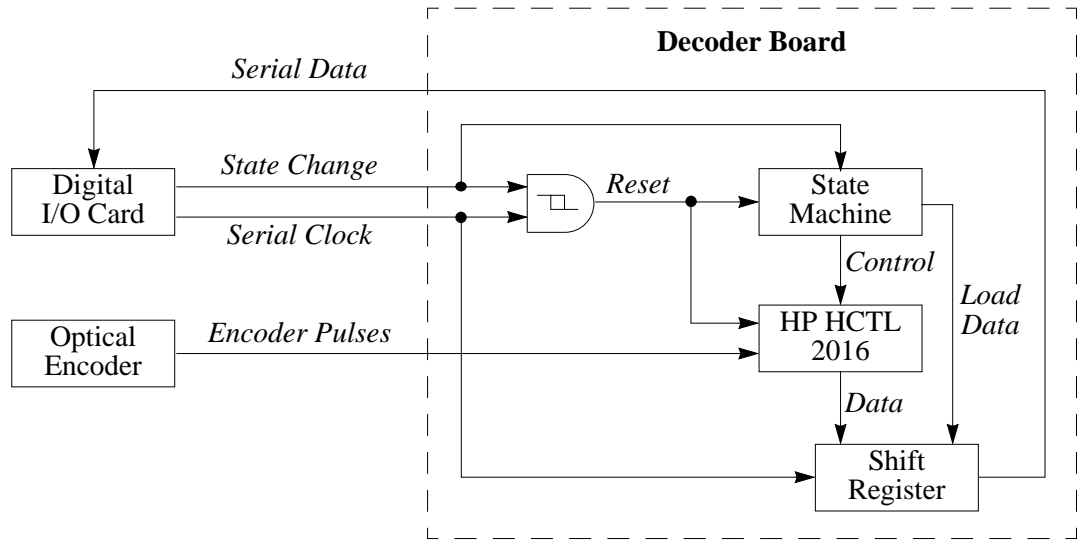 Decoder Board
Serial Data
State Change
Digital
I/O Card
Serial Clock
Reset
State
Machine
Control
Load
Data
Optical
Encoder
Encoder Pulses
HP HCTL
2016
Data
Shift
Register